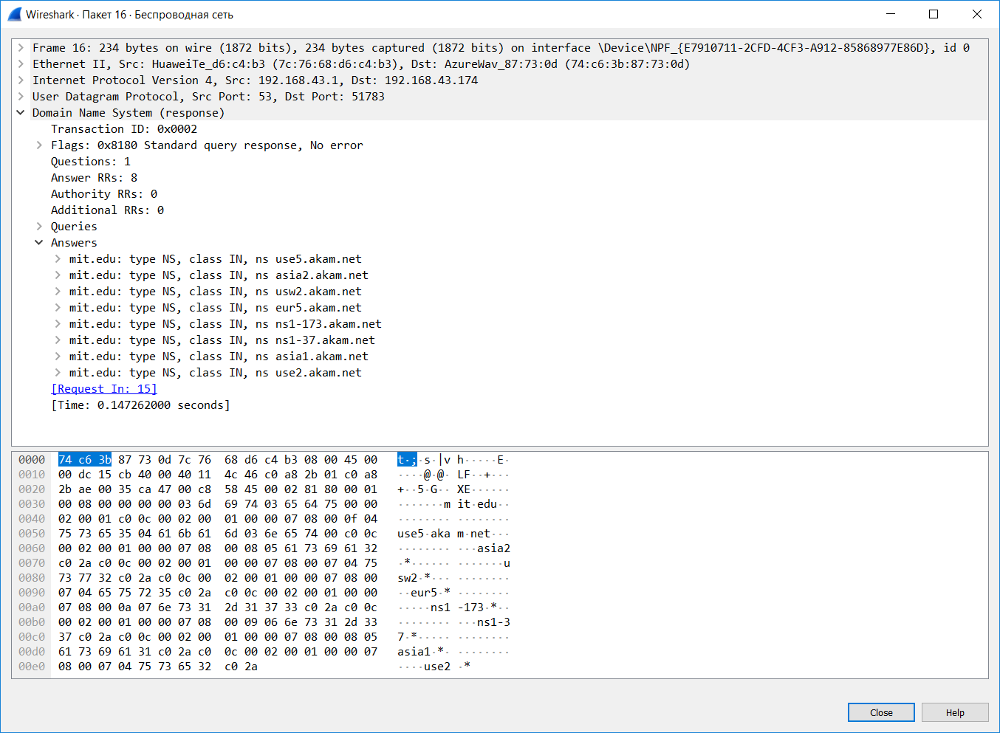 Wireshark · Пакет 16 · Беспроводная сеть
Frame 16: 234 bytes on wire (1872 bits), 234 bytes captured (1872 bits) on interface \Device\NPF_{E7910711-2CFD-4CF3-A912-85868977E86D}, id 0
Ethernet II, Src: HuaweiTe_d6:c4:b3 (7c:76:68:d6:c4:b3), Dst: AzureWav_87:73:0d (74:c6:3b:87:73:0d)
Internet Protocol Version 4, Src: 192.168.43.1, Dst: 192.168.43.174
User Datagram Protocol, Src Port: 53, Dst Port: 51783
Domain Name System (response)
Transaction ID: 0x0002
Flags: 0x8180 Standard query response, No error
Questions: 1
Answer RRs: 8
Authority RRs: 0
Additional RRs: 0
Queries
Answers
mit.edu: type NS, class IN, ns use5.akam.net
mit.edu: type NS, class IN, ns asia2.akam.net
mit.edu: type NS, class IN, ns usw2.akam.net
mit.edu: type NS, class IN, ns eur5.akam.net
mit.edu: type NS, class IN, ns ns1-173.akam.net
mit.edu: type NS, class IN, ns ns1-37.akam.net
mit.edu: type NS, class IN, ns asia1.akam.net
mit.edu: type NS, class IN, ns use2.akam.net
[Request In: 15]
[Time: 0.147262000 seconds]
0000 74 c6 3b 87 73 0d 7c 76 68 d6 c4 b3 08 00 45 00 t·;·s·|v h·····E·
0010 00 dc 15 cb 40 00 40 11 4c 46 c0 a8 2b 01 c0 a8 ····@·@· LF··+···
0020 2b ae 00 35 ca 47 00 c8 58 45 00 02 81 80 00 01 +··5·G·· XE······
0030 00 08 00 00 00 00 03 6d 69 74 03 65 64 75 00 00 ·······m it·edu··
0040 02 00 01 c0 0c 00 02 00 01 00 00 07 08 00 0f 04 ········ ········
0050 75 73 65 35 04 61 6b 61 6d 03 6e 65 74 00 c0 0c use5·aka m·net···
0060 00 02 00 01 00 00 07 08 00 08 05 61 73 69 61 32 ········ ···asia2
0070 c0 2a c0 0c 00 02 00 01 00 00 07 08 00 07 04 75 ·*······ ·······u
0080 73 77 32 c0 2a c0 0c 00 02 00 01 00 00 07 08 00 sw2·*··· ········
0090 07 04 65 75 72 35 c0 2a c0 0c 00 02 00 01 00 00 ··eur5·* ········
00a0 07 08 00 0a 07 6e 73 31 2d 31 37 33 c0 2a c0 0c ·····ns1 -173·*··
00b0 00 02 00 01 00 00 07 08 00 09 06 6e 73 31 2d 33 ········ ···ns1-3
00c0 37 c0 2a c0 0c 00 02 00 01 00 00 07 08 00 08 05 7·*····· ········
00d0 61 73 69 61 31 c0 2a c0 0c 00 02 00 01 00 00 07 asia1·*· ········
00e0 08 00 07 04 75 73 65 32 c0 2a ····use2 ·*
Close
Help